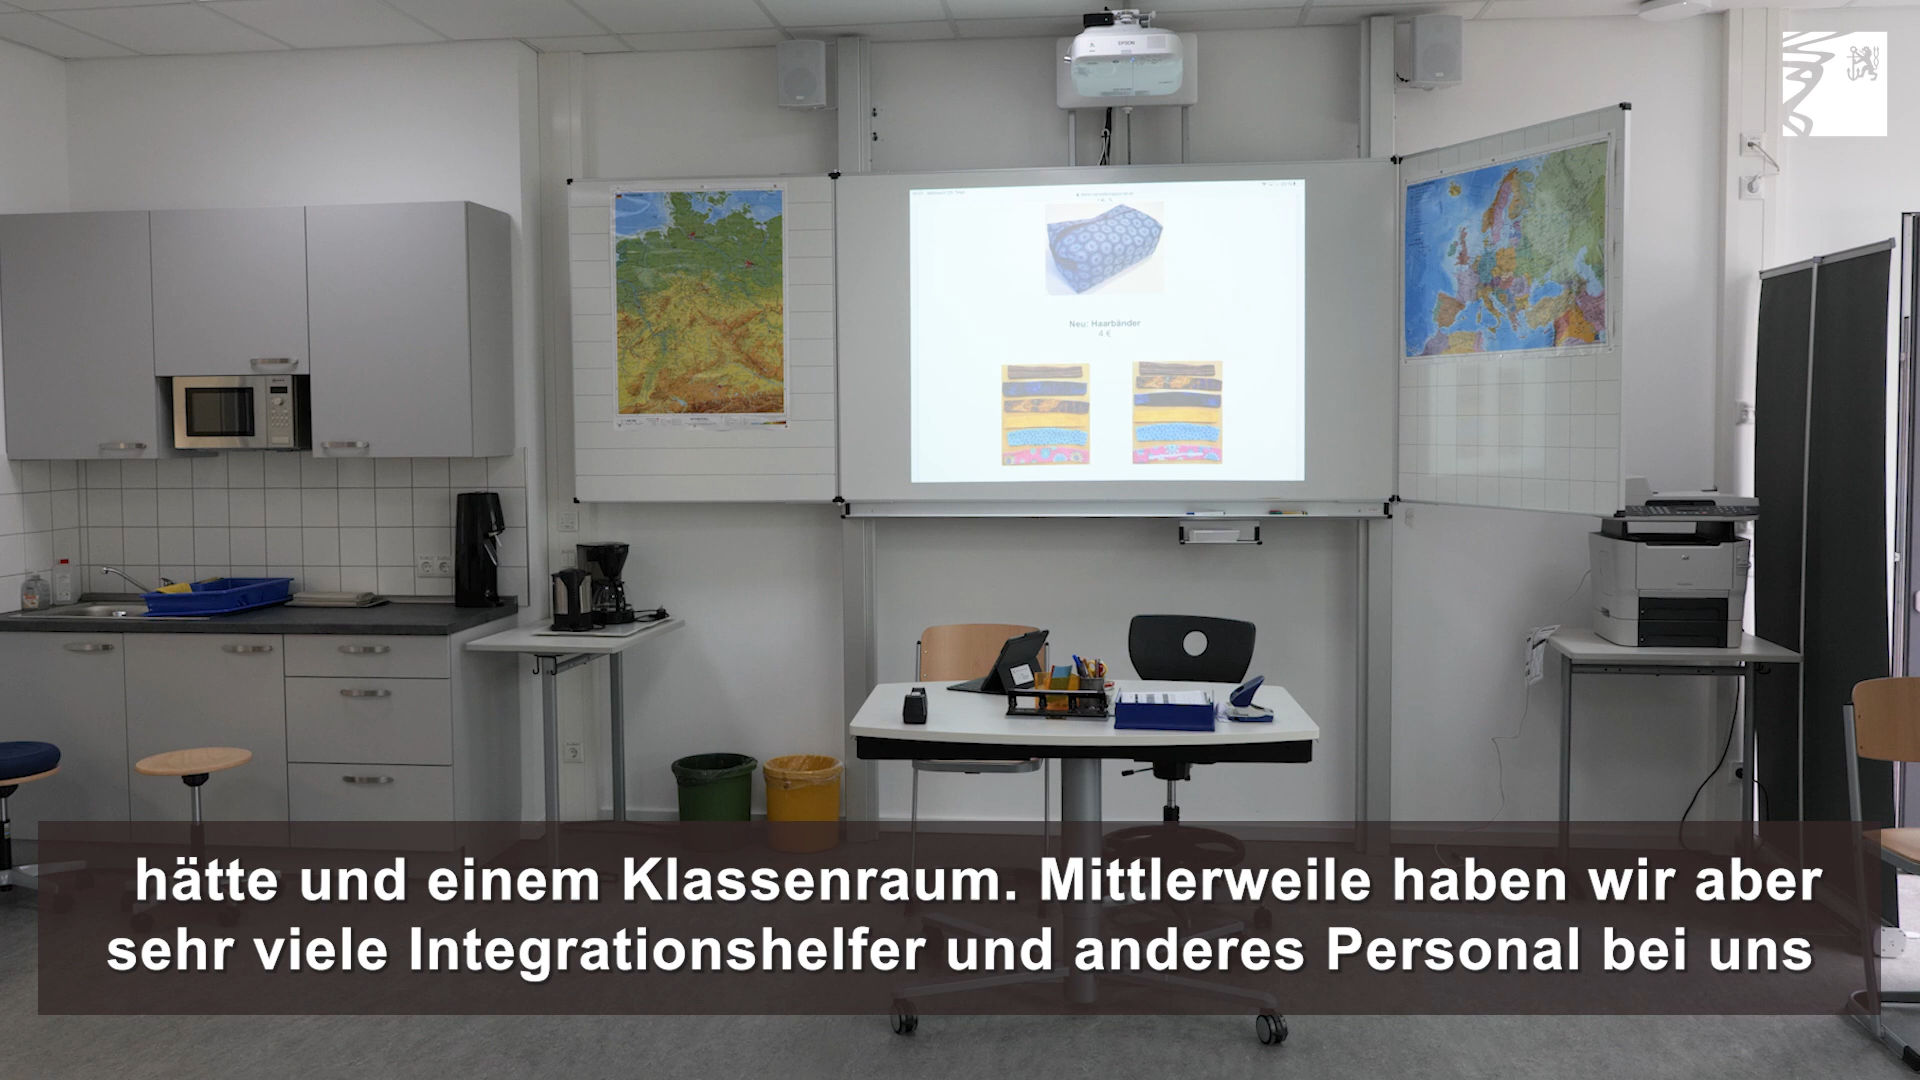 EPSON
Neu: Haarbänder
4 €
hätte und einem Klassenraum. Mittlerweile haben wir aber
sehr viele Integrationshelfer und anderes Personal bei uns